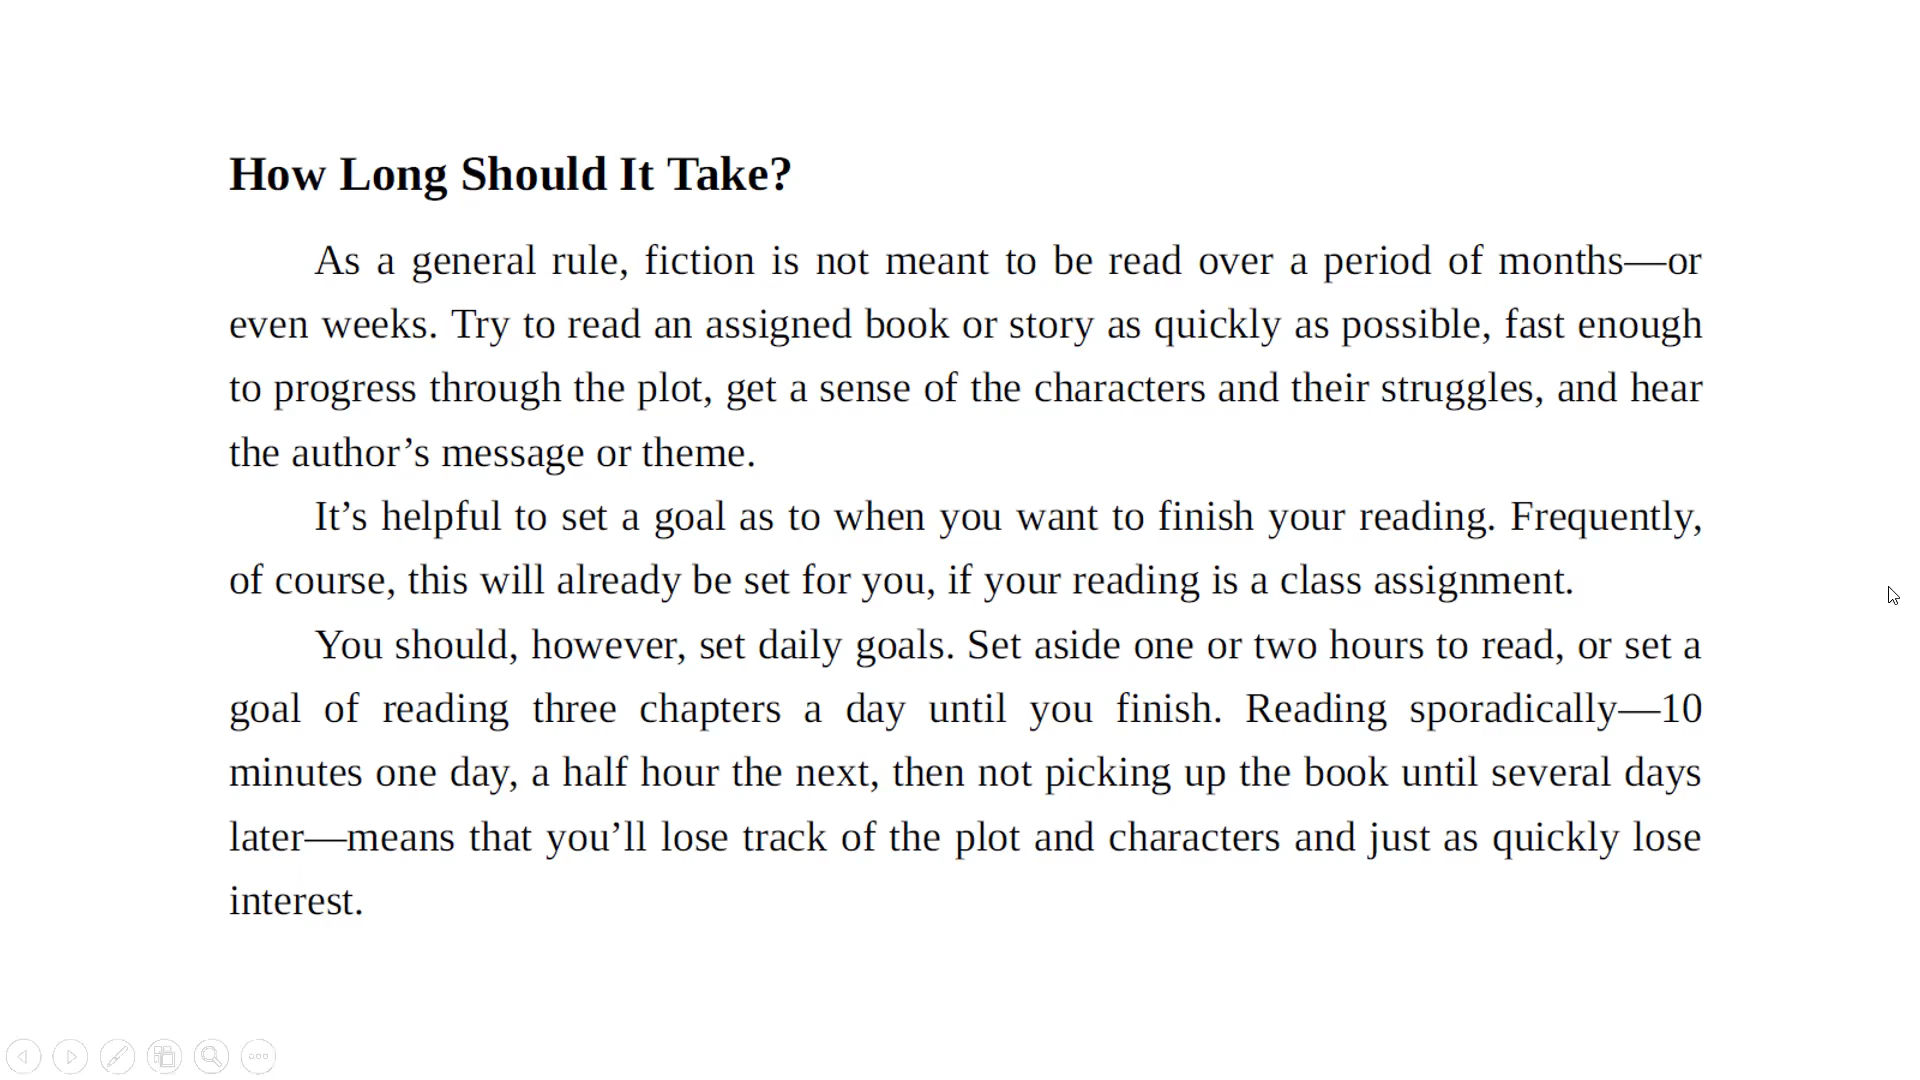 How Long Should It Take?
As a general rule, fiction is not meant to be read over a period of months—or
even weeks. Try to read an assigned book or story as quickly as possible, fast enough
to progress through the plot, get a sense of the characters and their struggles, and hear
the author’s message or theme.
It’s helpful to set a goal as to when you want to finish your reading. Frequently,
of course, this will already be set for you, if your reading is a class assignment.
You should, however, set daily goals. Set aside one or two hours to read, or set a
goal of reading three chapters a day until you finish. Reading sporadically—10
minutes one day, a half hour the next, then not picking up the book until several days
later—means that you’ll lose track of the plot and characters and just as quickly lose
interest.